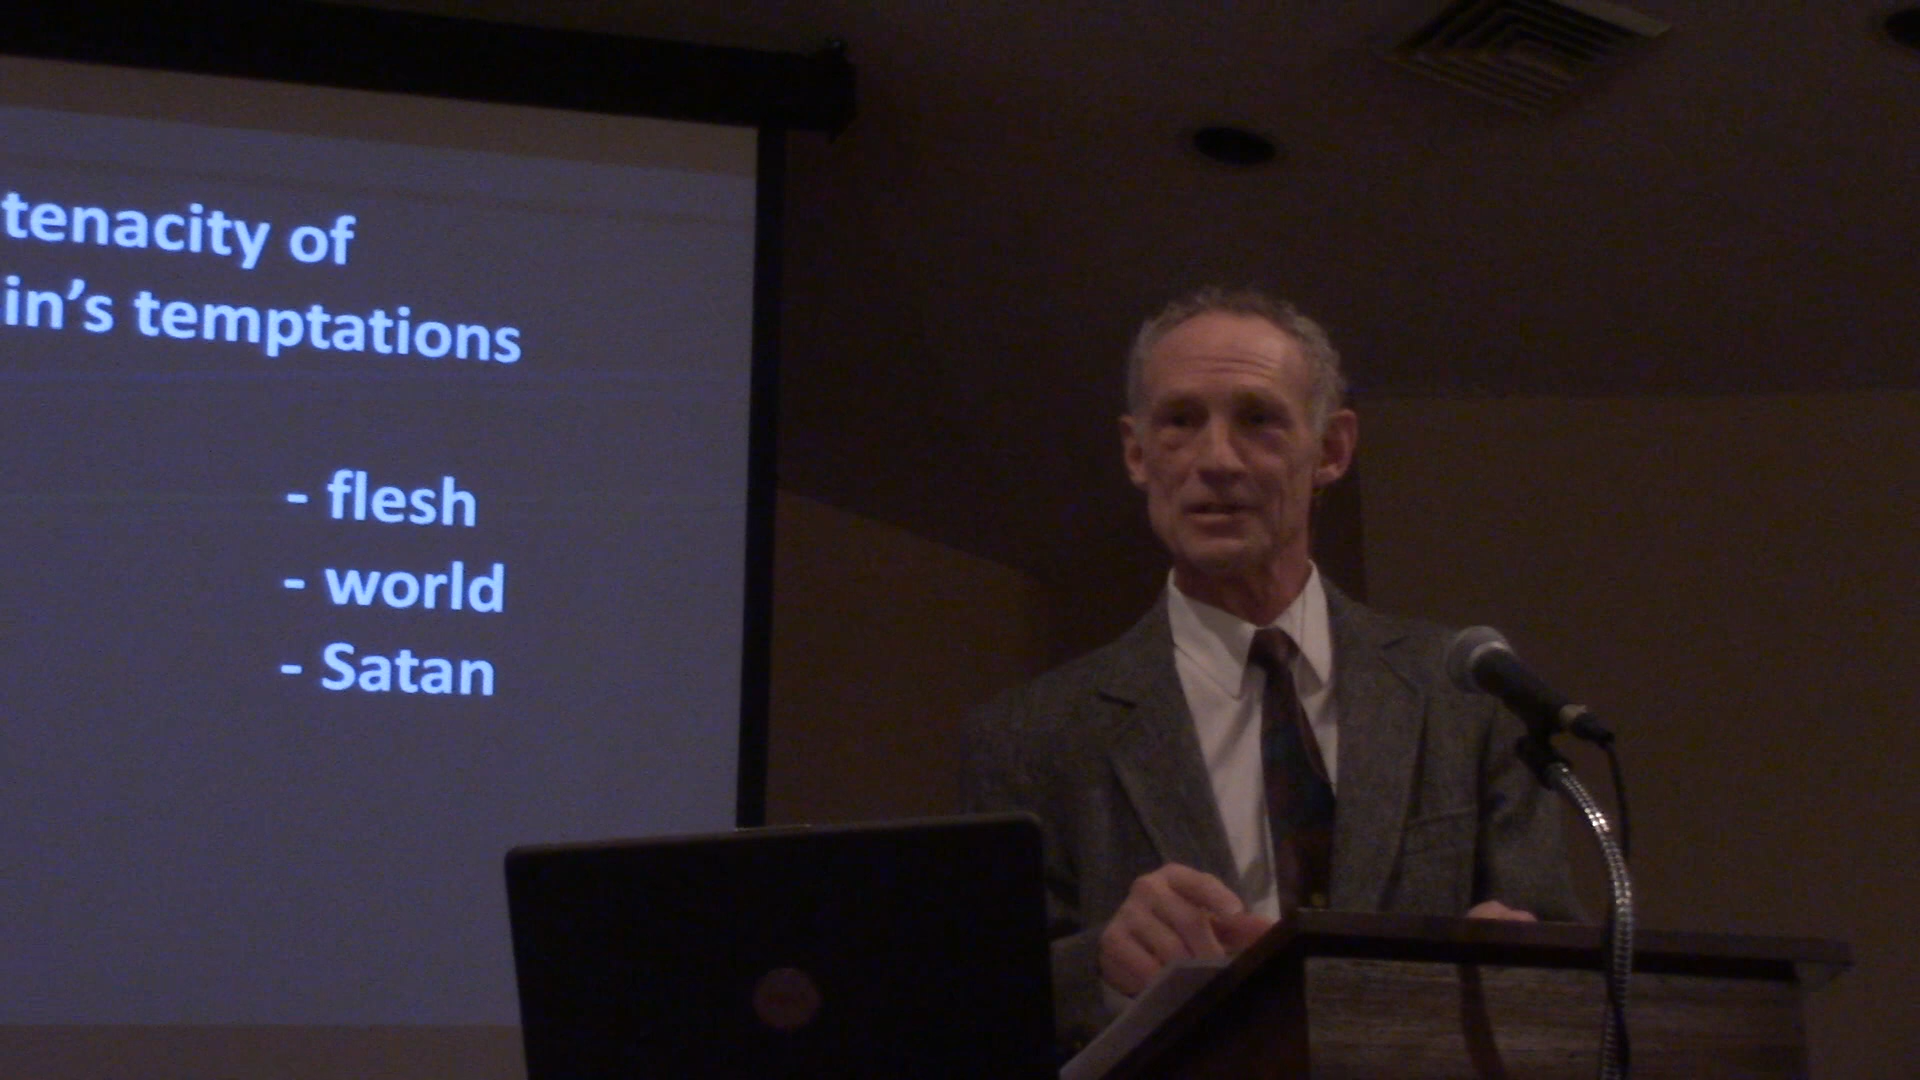 tenacity of
in's temptations
- flesh
- world
- Satan